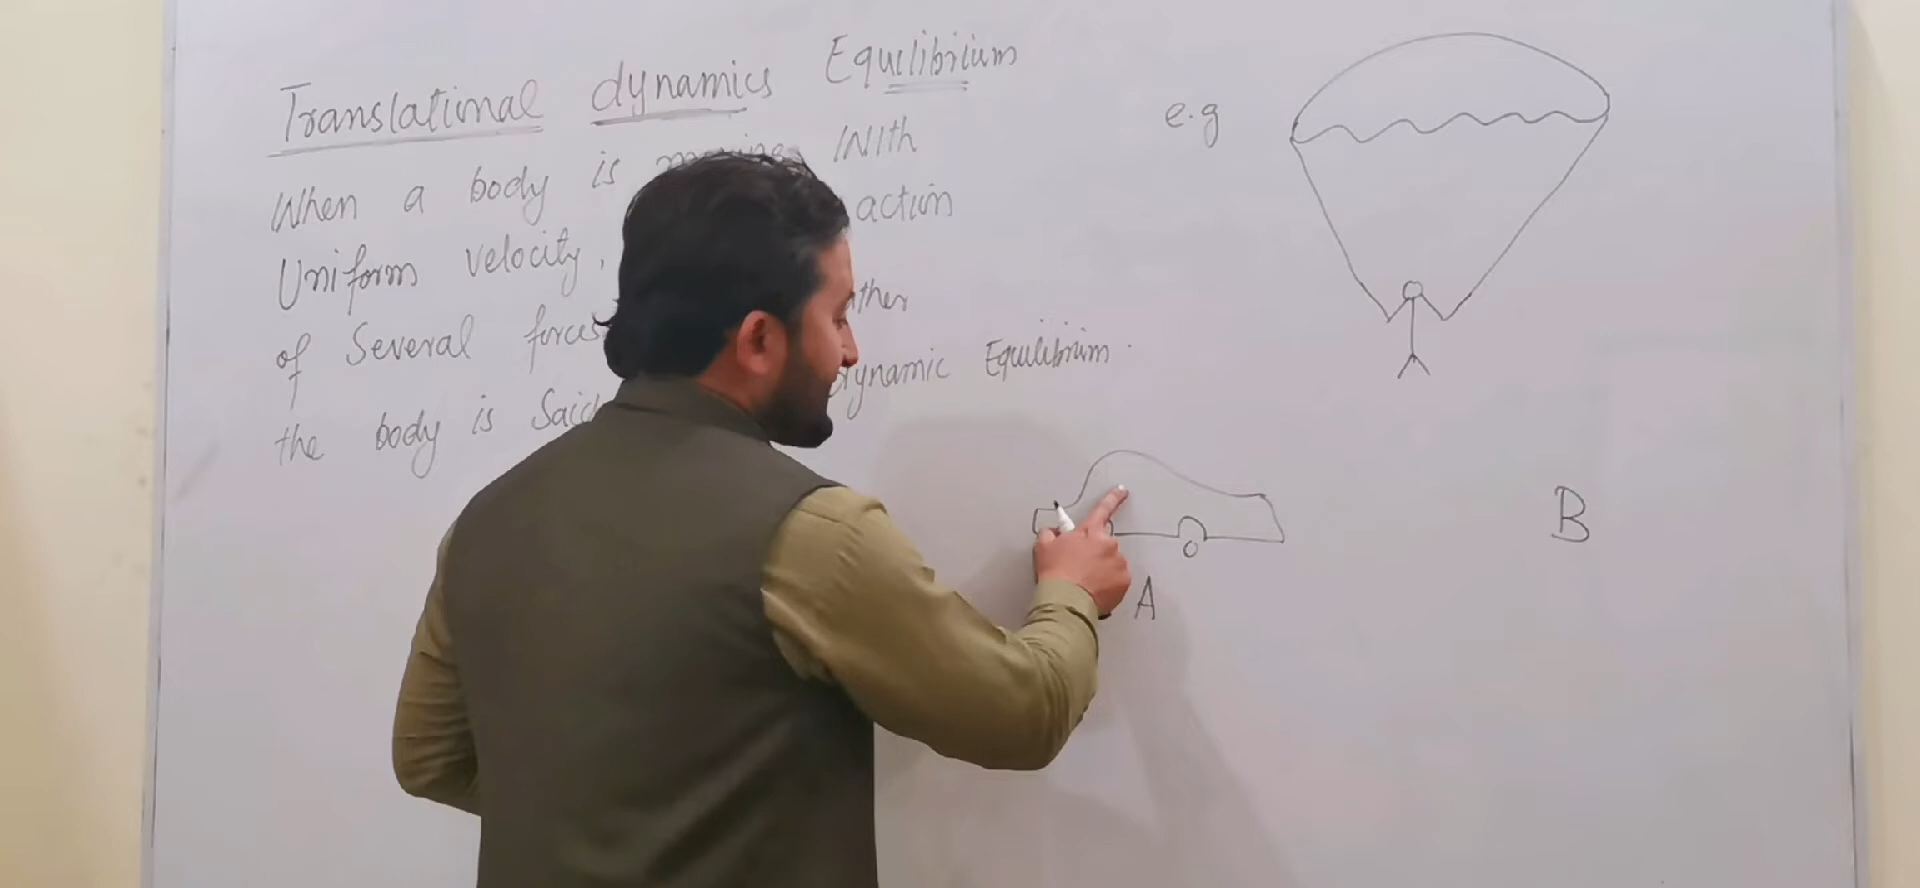 Translational dynamics Equilibrium
When a body is moving With
Uniform velocity, action
of Several forces
the body is Said dynamic Equilibrium.
e.g
A
B